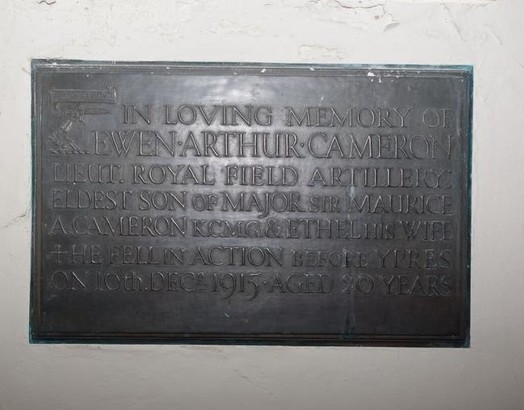 IN LOVING MEMORY OF
EWEN·ARTHUR·CAMERON
LIEUT. ROYAL FIELD ARTILLERY.
ELDEST SON OF MAJOR SIR MAURICE
A.CAMERON K.C.M.G & ETHEL HIS WIFE
+HE FELL IN ACTION BEFORE YPRES
ON 10th.DECR 1915·AGED 20 YEARS